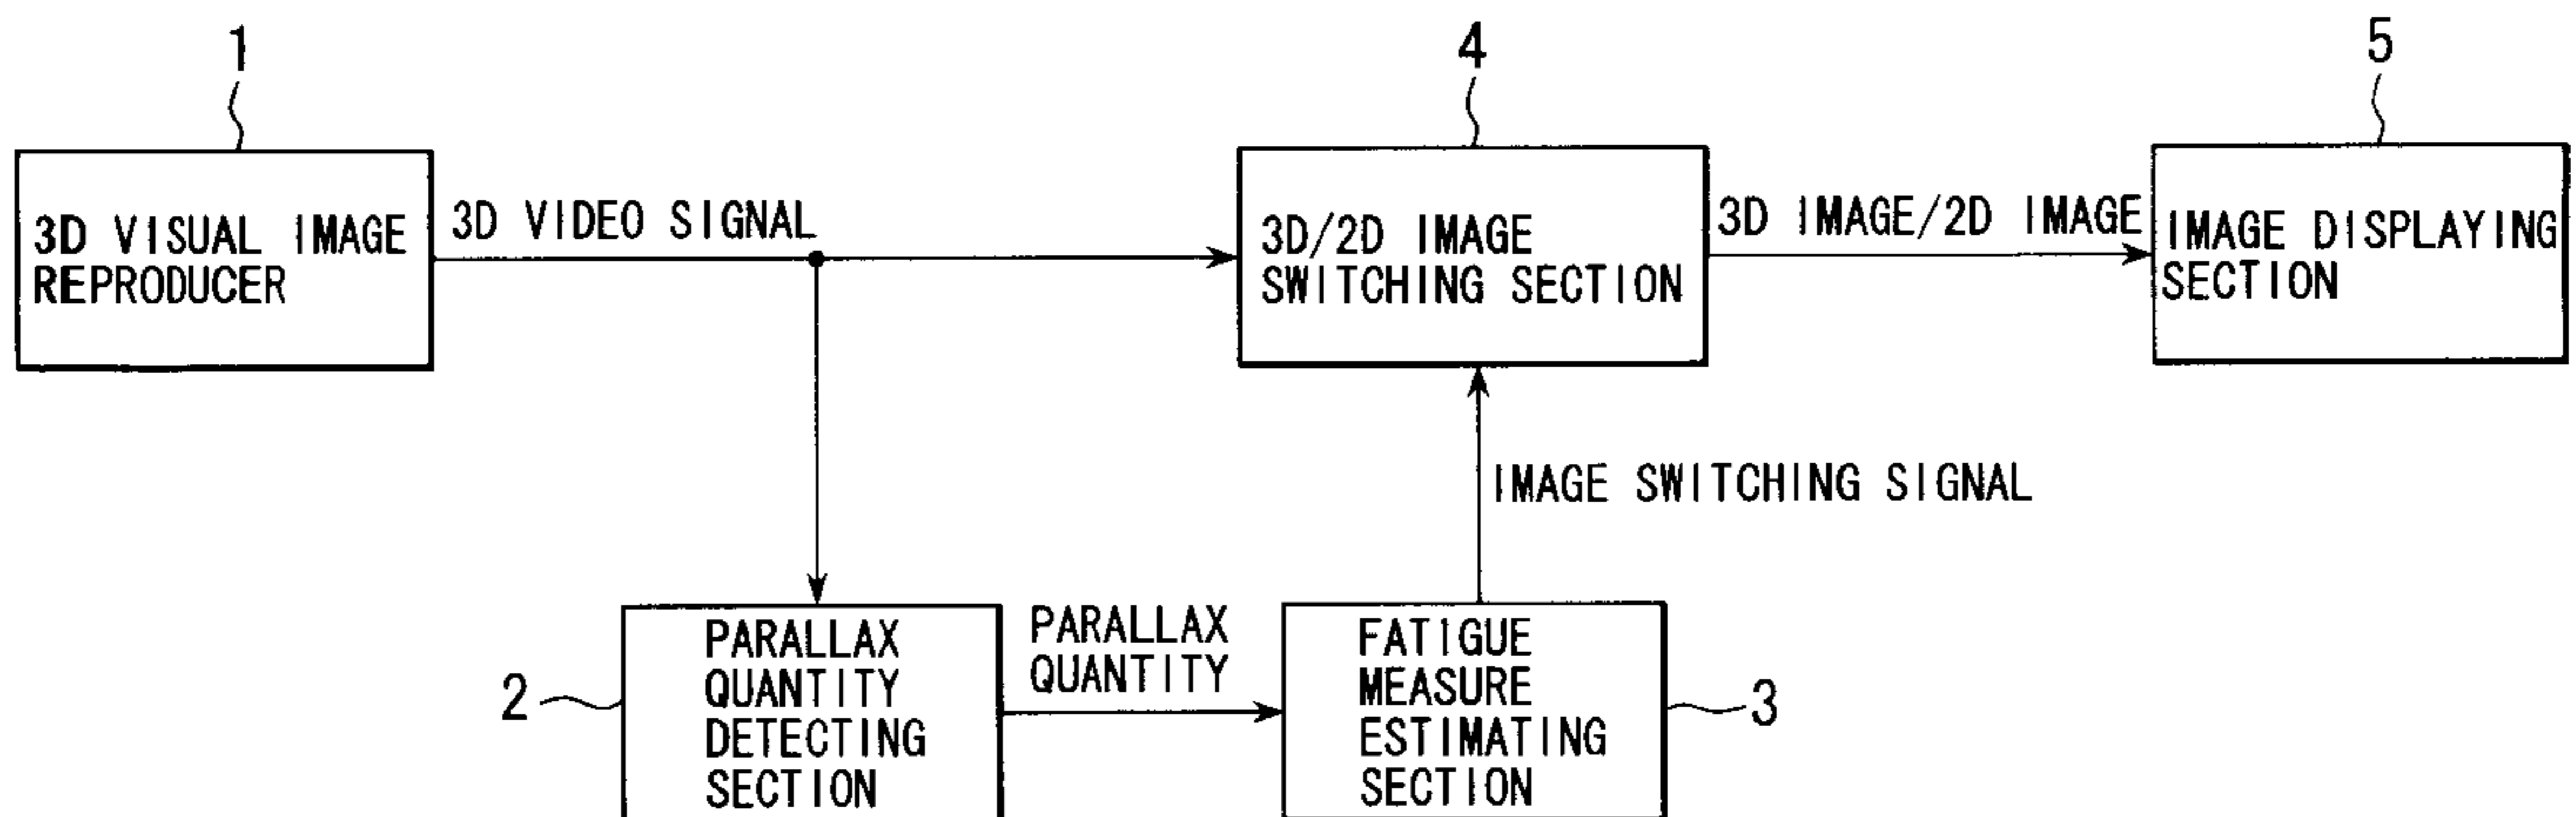 1
4
5
3D VISUAL IMAGE
REPRODUCER
3D VIDEO SIGNAL
3D/2D IMAGE
SWITCHING SECTION
3D IMAGE/2D IMAGE
IMAGE DISPLAYING
SECTION
IMAGE SWITCHING SIGNAL
2
PARALLAX
QUANTITY
DETECTING
SECTION
PARALLAX
QUANTITY
FATIGUE
MEASURE
ESTIMATING
SECTION
3